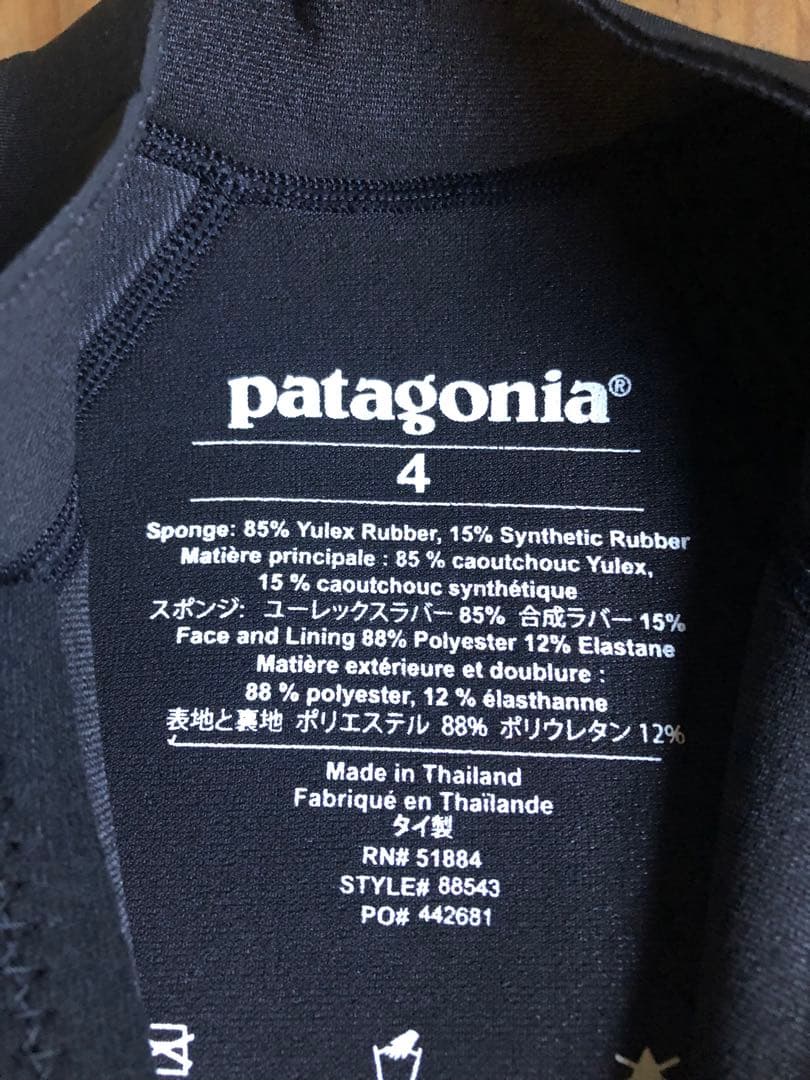 patagonia®
4
Sponge: 85% Yulex Rubber, 15% Synthetic Rubber
Matière principale : 85 % caoutchouc Yulex,
15 % caoutchouc synthétique
スポンジ: ユーレックスラバー 85% 合成ラバー 15%
Face and Lining 88% Polyester 12% Elastane
Matière extérieure et doublure :
88 % polyester, 12 % élasthanne
表地と裏地 ポリエステル 88% ポリウレタン 12%
Made in Thailand
Fabriqué en Thaïlande
タイ製
RN# 51884
STYLE# 88543
PO# 442681